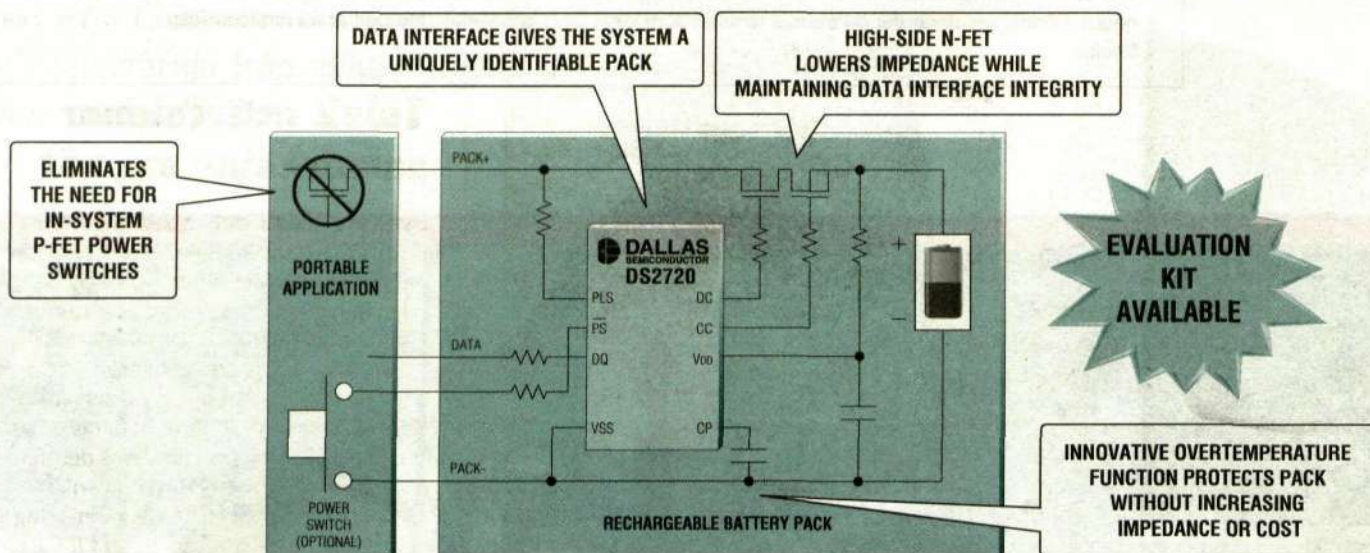 DATA INTERFACE GIVES THE SYSTEM A
UNIQUELY IDENTIFIABLE PACK
HIGH-SIDE N-FET
LOWERS IMPEDANCE WHILE
MAINTAINING DATA INTERFACE INTEGRITY
ELIMINATES
THE NEED FOR
IN-SYSTEM
P-FET POWER
SWITCHES
PORTABLE
APPLICATION
PACK+
DALLAS
SEMICONDUCTOR
DS2720
PLS
PS
DQ
VSS
DC
CC
VDD
CP
DATA
PACK-
+
−
POWER
SWITCH
(OPTIONAL)
RECHARGEABLE BATTERY PACK
EVALUATION
KIT
AVAILABLE
INNOVATIVE OVERTEMPERATURE
FUNCTION PROTECTS PACK
WITHOUT INCREASING
IMPEDANCE OR COST